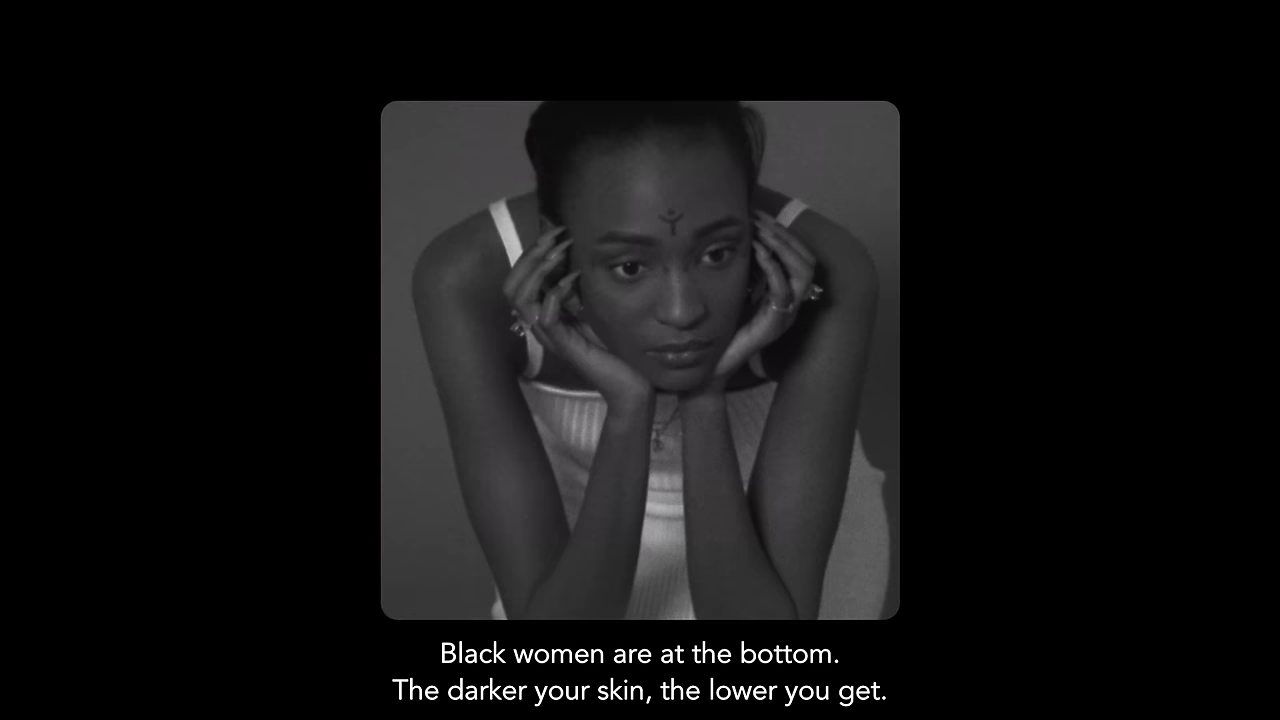 Black women are at the bottom.
The darker your skin, the lower you get.